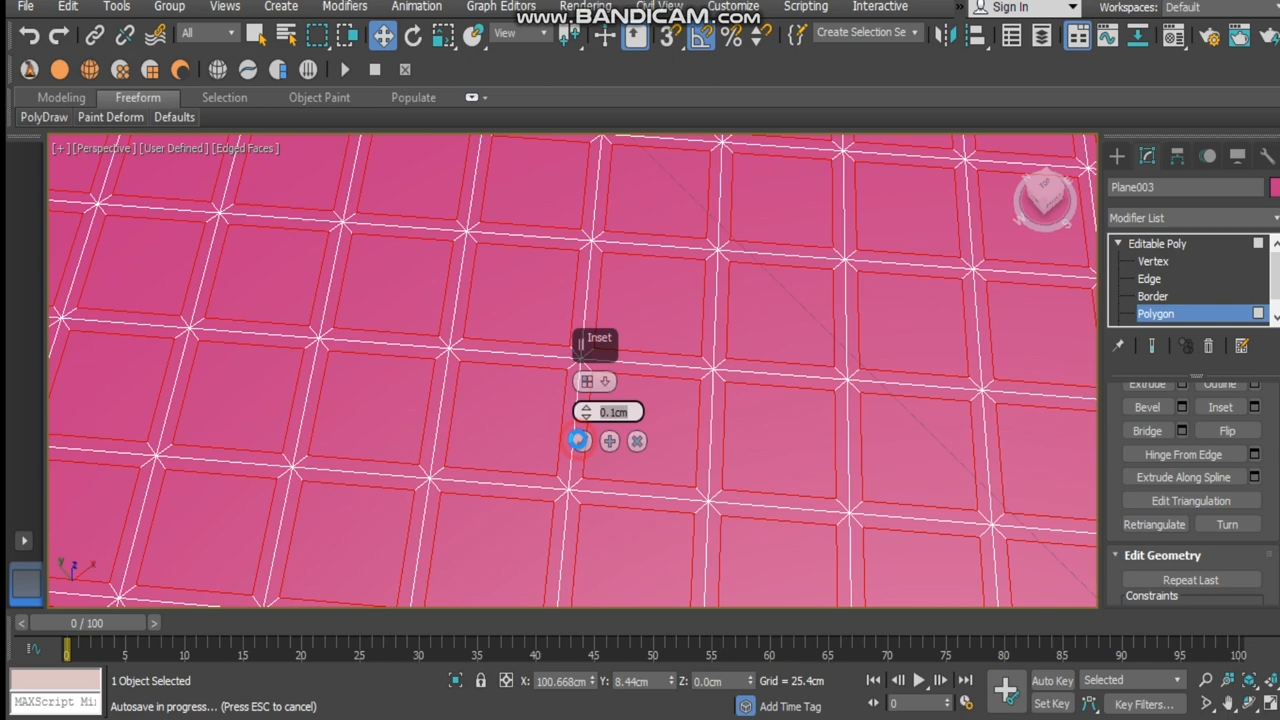 www.BANDICAM.com
File Edit Tools Group Views Create Modifiers Animation Graph Editors Rendering Civil View Customize Scripting Interactive » Sign In Workspaces: Default
All View Create Selection Se
Modeling Freeform Selection Object Paint Populate
PolyDraw Paint Deform Defaults
[+] [Perspective] [User Defined] [Edged Faces]
TOP
Plane003
Modifier List
Editable Poly
Vertex
Edge
Border
Polygon
Inset
0.1cm
Extrude Outline
Bevel Inset
Bridge Flip
Hinge From Edge
Extrude Along Spline
Edit Triangulation
Retriangulate Turn
Edit Geometry
Repeat Last
Constraints
y z x
< 0 / 100 >
0 5 10 15 20 25 30 35 40 45 50 55 60 65 70 75 80 85 90 95 100
1 Object Selected X: 100.668cm Y: 8.44cm Z: 0.0cm Grid = 25.4cm Auto Key Selected
MAXScript Mi
Autosave in progress... (Press ESC to cancel) Add Time Tag 0 Set Key Key Filters...